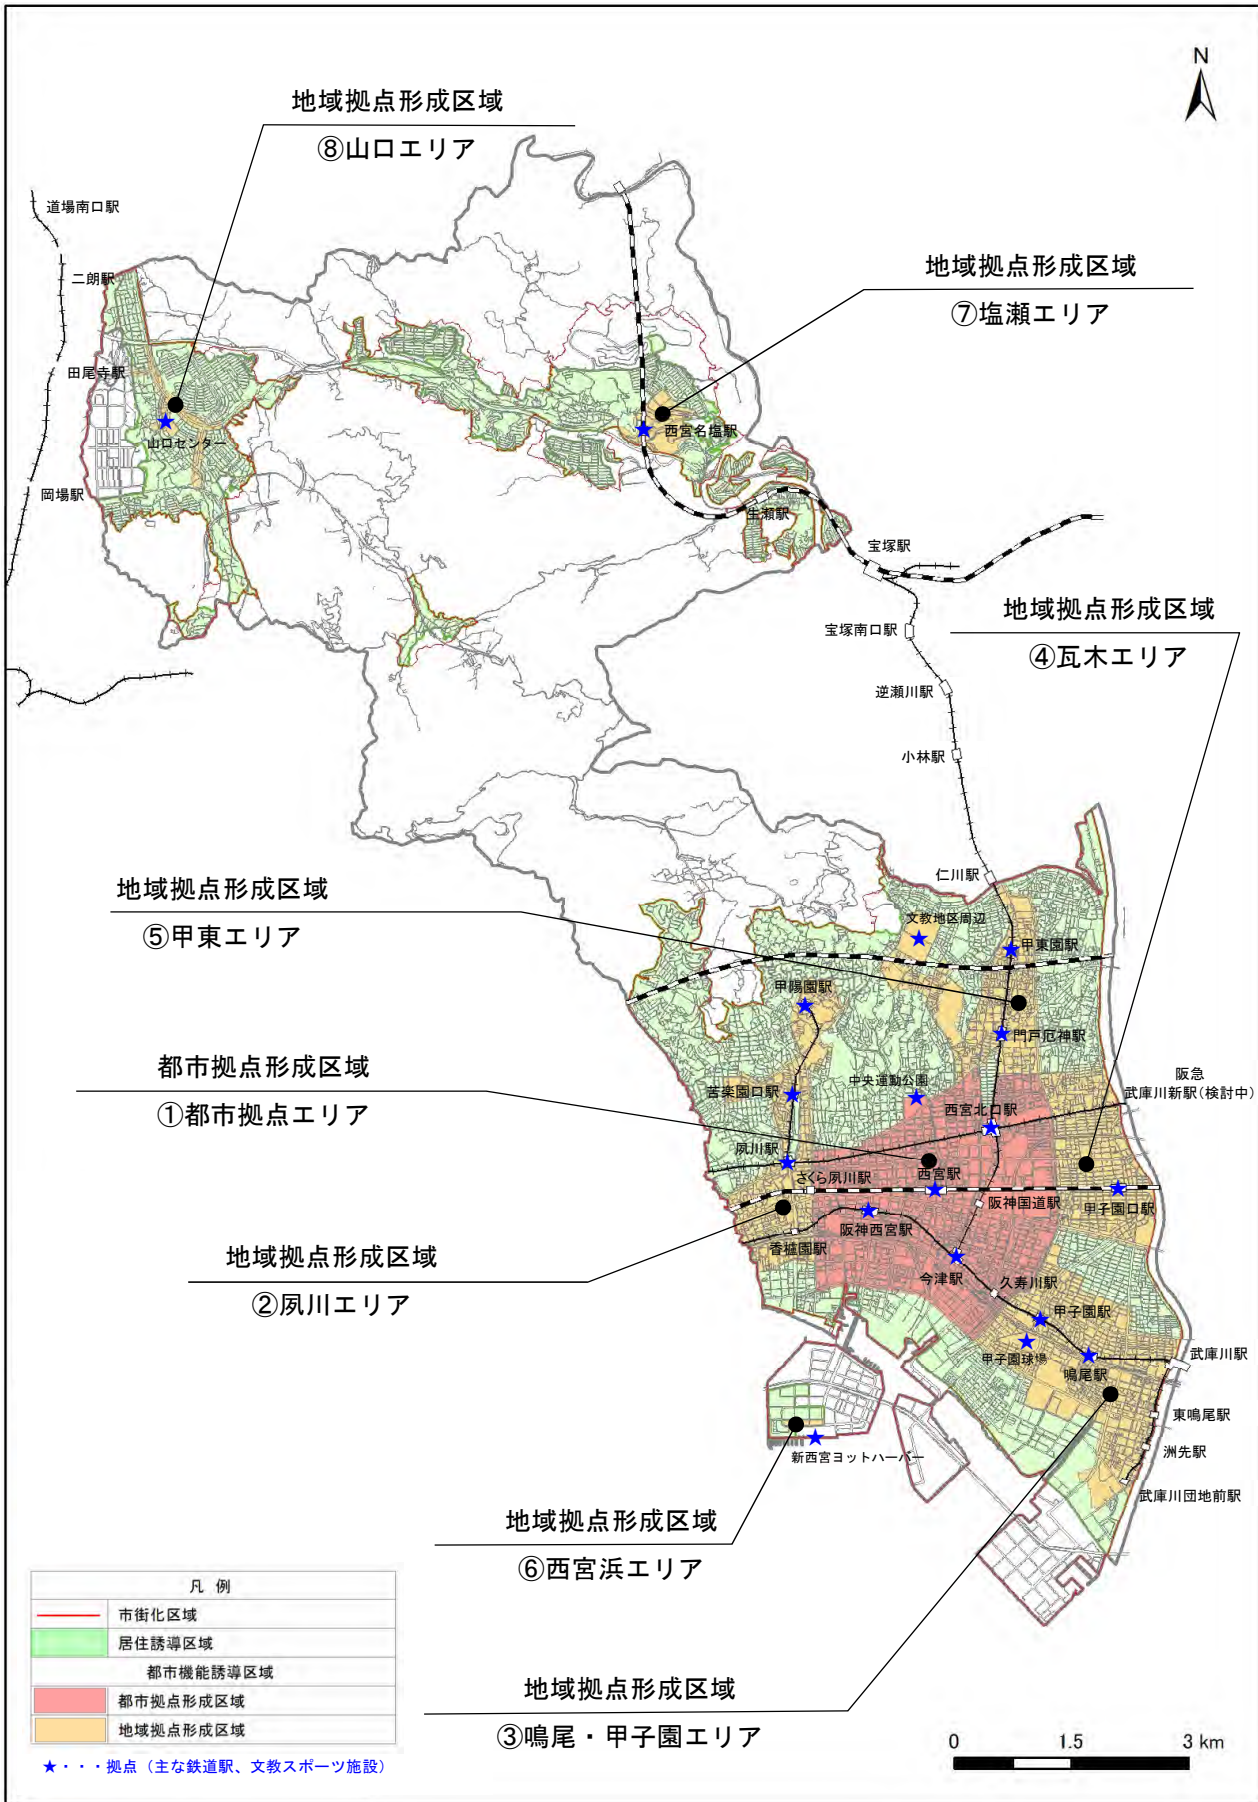 N
地域拠点形成区域
⑧山口エリア
道場南口駅
二朗駅
地域拠点形成区域
⑦塩瀬エリア
田尾寺駅
山口センター
西宮名塩駅
岡場駅
生瀬駅
宝塚駅
地域拠点形成区域
④瓦木エリア
宝塚南口駅
逆瀬川駅
小林駅
仁川駅
地域拠点形成区域
⑤甲東エリア
文教地区周辺
甲東園駅
甲陽園駅
門戸厄神駅
都市拠点形成区域
①都市拠点エリア
阪急
武庫川新駅(検討中)
中央運動公園
苦楽園口駅
西宮北口駅
夙川駅
さくら夙川駅
西宮駅
阪神国道駅
甲子園口駅
阪神西宮駅
香櫨園駅
地域拠点形成区域
②夙川エリア
今津駅
久寿川駅
甲子園駅
甲子園球場
鳴尾駅
武庫川駅
東鳴尾駅
洲先駅
新西宮ヨットハーバー
武庫川団地前駅
地域拠点形成区域
⑥西宮浜エリア
地域拠点形成区域
③鳴尾・甲子園エリア
凡 例
市街化区域
居住誘導区域
都市機能誘導区域
都市拠点形成区域
地域拠点形成区域
★・・・拠点（主な鉄道駅、文教スポーツ施設）
0 1.5 3 km